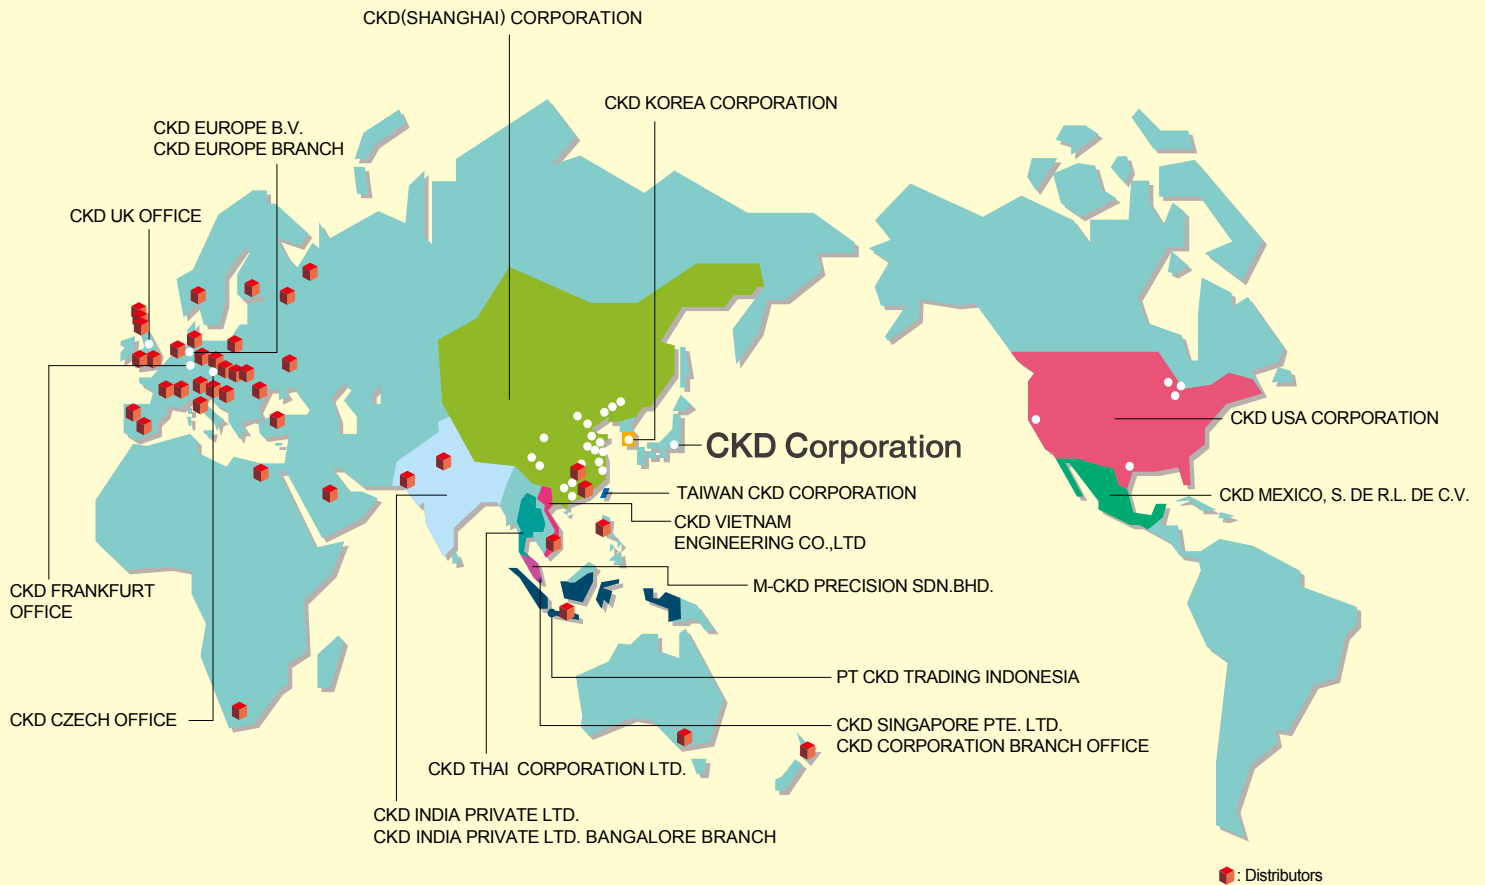 CKD(SHANGHAI) CORPORATION
CKD KOREA CORPORATION
CKD EUROPE B.V.
CKD EUROPE BRANCH
CKD UK OFFICE
CKD USA CORPORATION
CKD Corporation
TAIWAN CKD CORPORATION
CKD MEXICO, S. DE R.L. DE C.V.
CKD VIETNAM
ENGINEERING CO.,LTD
M-CKD PRECISION SDN.BHD.
CKD FRANKFURT
OFFICE
PT CKD TRADING INDONESIA
CKD CZECH OFFICE
CKD SINGAPORE PTE. LTD.
CKD CORPORATION BRANCH OFFICE
CKD THAI CORPORATION LTD.
CKD INDIA PRIVATE LTD.
CKD INDIA PRIVATE LTD. BANGALORE BRANCH
: Distributors